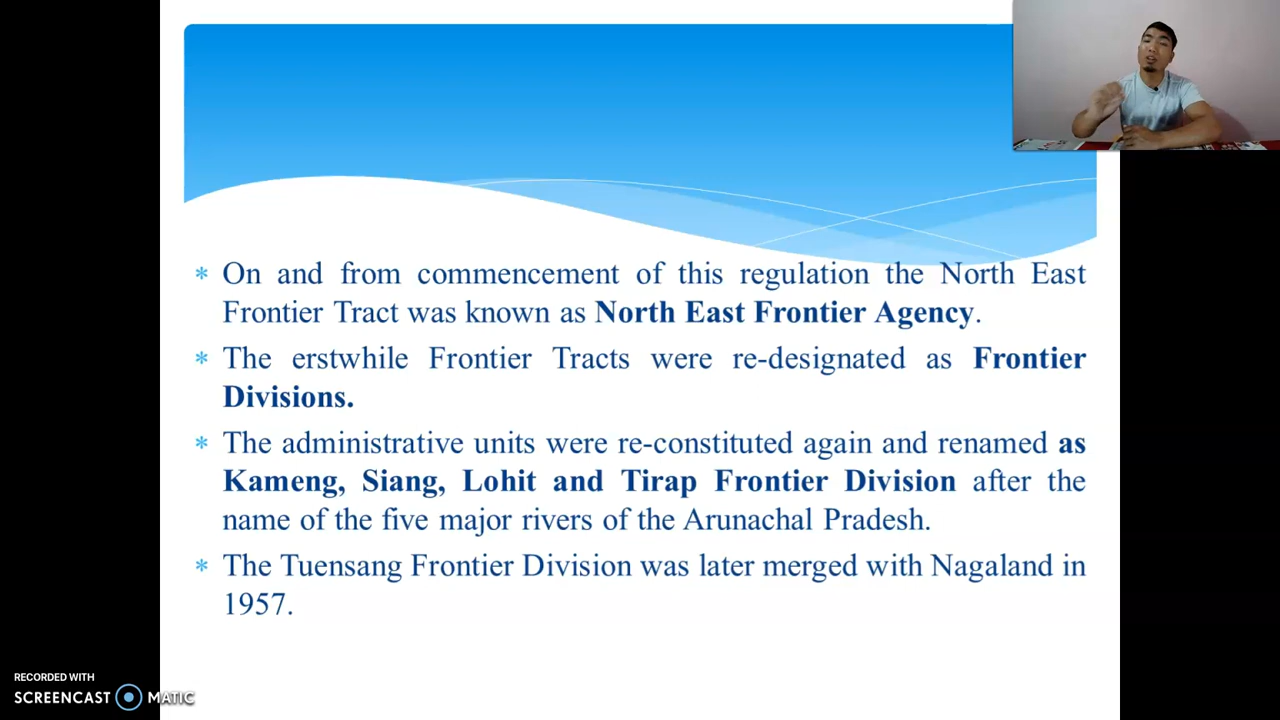 * On and from commencement of this regulation the North East
Frontier Tract was known as North East Frontier Agency.
* The erstwhile Frontier Tracts were re-designated as Frontier
Divisions.
* The administrative units were re-constituted again and renamed as
Kameng, Siang, Lohit and Tirap Frontier Division after the
name of the five major rivers of the Arunachal Pradesh.
* The Tuensang Frontier Division was later merged with Nagaland in
1957.
RECORDED WITH
SCREENCAST MATIC